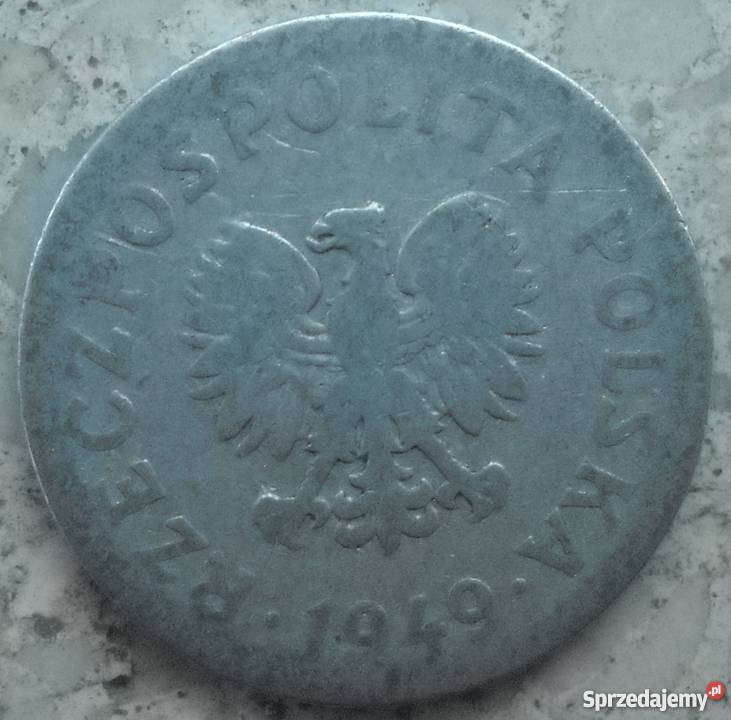 RZECZPOSPOLITA POLSKA
· 1949 ·
Sprzedajemy.pl